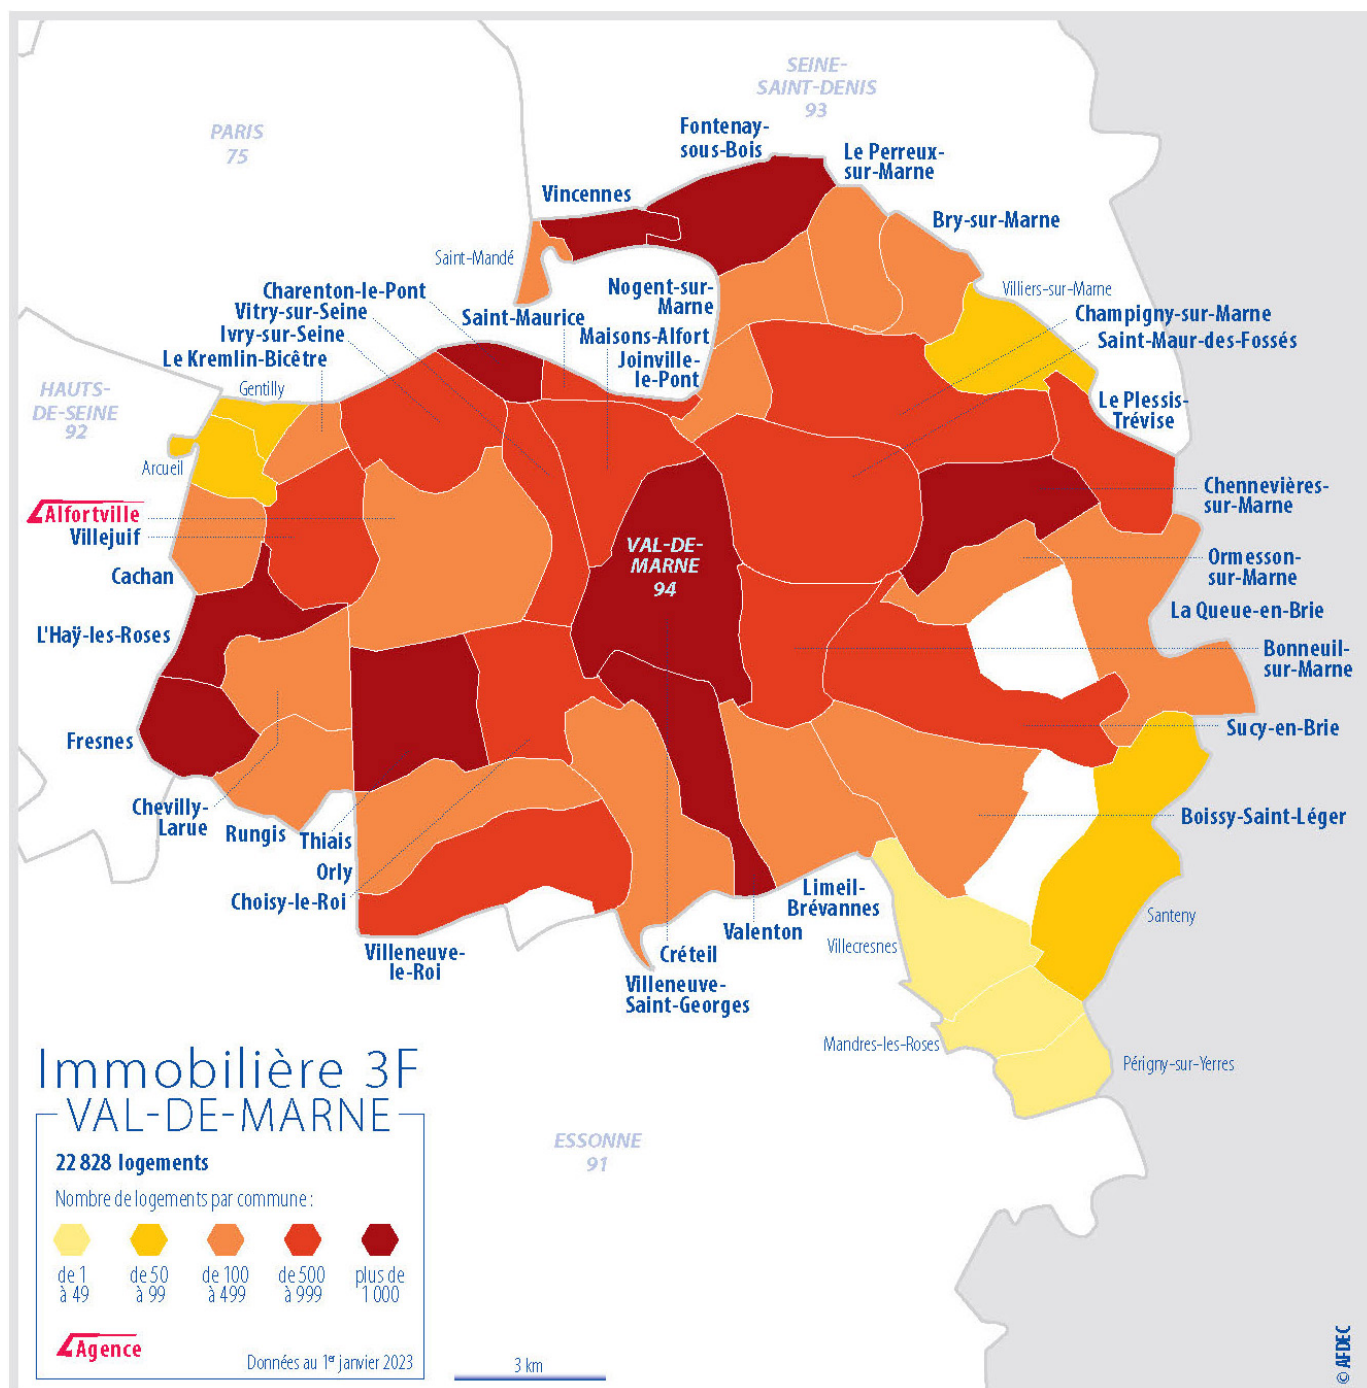 SEINE-
SAINT-DENIS
93
PARIS
75
Fontenay-
sous-Bois
Le Perreux-
sur-Marne
Vincennes
Bry-sur-Marne
Saint-Mandé
Villiers-sur-Marne
Charenton-le-Pont
Vitry-sur-Seine
Ivry-sur-Seine
Le Kremlin-Bicêtre
Gentilly
Saint-Maurice
Nogent-sur-
Marne
Maisons-Alfort
Joinville-
le-Pont
Champigny-sur-Marne
Saint-Maur-des-Fossés
HAUTS-
DE-SEINE
92
Le Plessis-
Trévise
Arcueil
Chennevières-
sur-Marne
Alfortville
Villejuif
VAL-DE-
MARNE
94
Ormesson-
sur-Marne
Cachan
La Queue-en-Brie
L'Haÿ-les-Roses
Bonneuil-
sur-Marne
Fresnes
Sucy-en-Brie
Chevilly-
Larue
Rungis
Thiais
Boissy-Saint-Léger
Orly
Choisy-le-Roi
Limeil-
Brévannes
Santeny
Valenton
Villecresnes
Villeneuve-
le-Roi
Créteil
Villeneuve-
Saint-Georges
Mandres-les-Roses
Périgny-sur-Yerres
ESSONNE
91
Immobilière 3F
VAL-DE-MARNE
22 828 logements
Nombre de logements par commune :
de 1
à 49
de 50
à 99
de 100
à 499
de 500
à 999
plus de
1 000
Agence
Données au 1er janvier 2023
3 km
© AFDEC